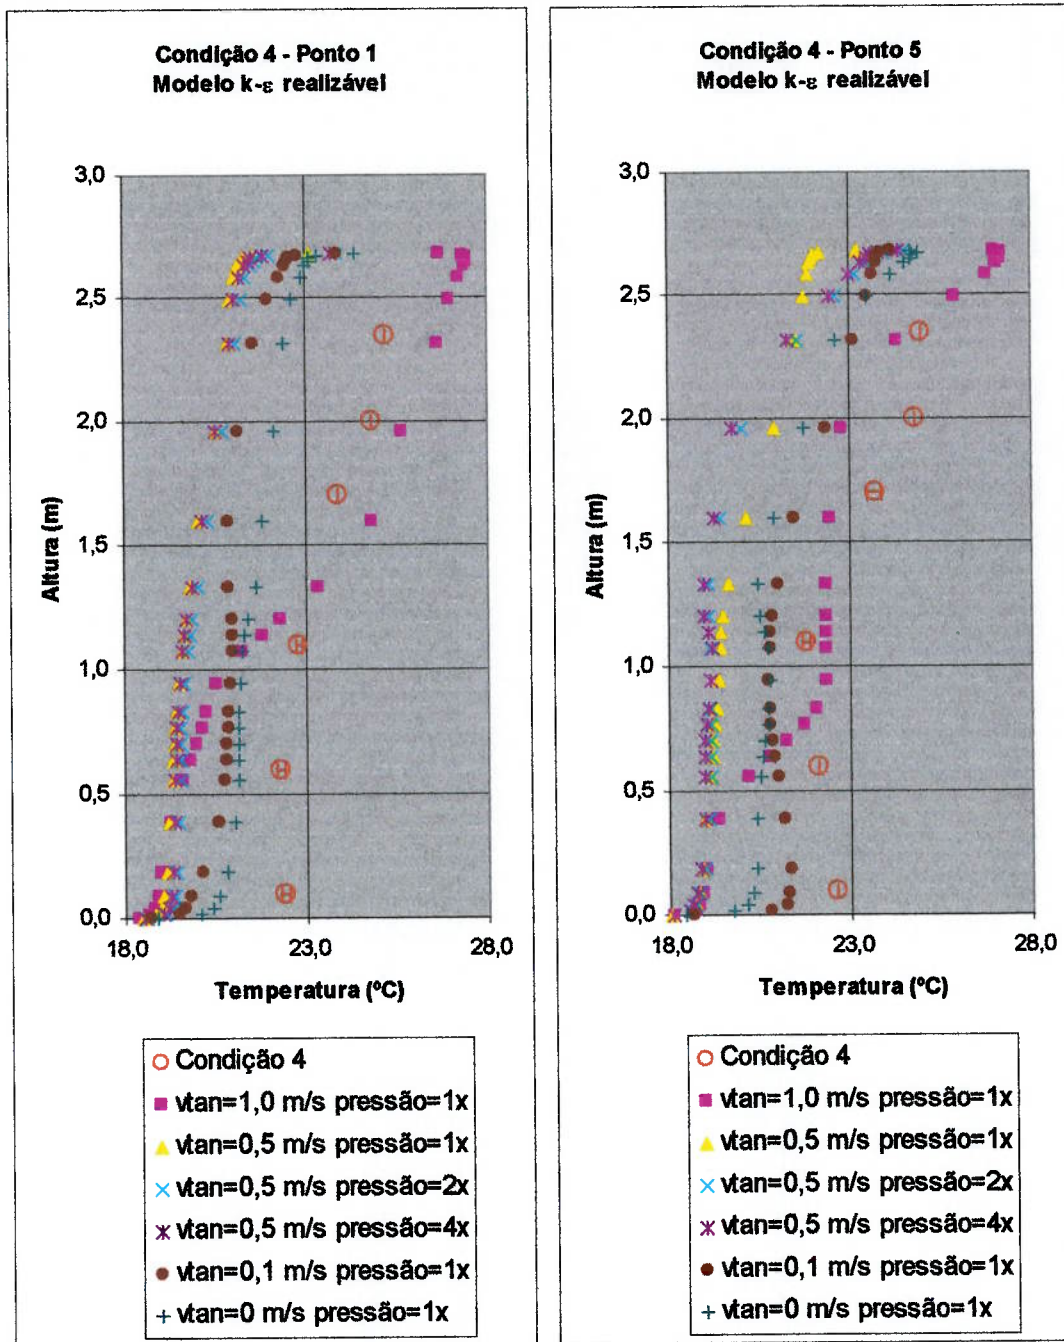 Condição 4 - Ponto 1
Modelo k-ε realizável
3,0
2,5
2,0
1,5
1,0
0,5
0,0
Altura (m)
18,0 23,0 28,0
Temperatura (ºC)
Condição 4
vtan=1,0 m/s pressão=1x
vtan=0,5 m/s pressão=1x
vtan=0,5 m/s pressão=2x
vtan=0,5 m/s pressão=4x
vtan=0,1 m/s pressão=1x
vtan=0 m/s pressão=1x
Condição 4 - Ponto 5
Modelo k-ε realizável
3,0
2,5
2,0
1,5
1,0
0,5
0,0
Altura (m)
18,0 23,0 28,0
Temperatura (ºC)
Condição 4
vtan=1,0 m/s pressão=1x
vtan=0,5 m/s pressão=1x
vtan=0,5 m/s pressão=2x
vtan=0,5 m/s pressão=4x
vtan=0,1 m/s pressão=1x
vtan=0 m/s pressão=1x